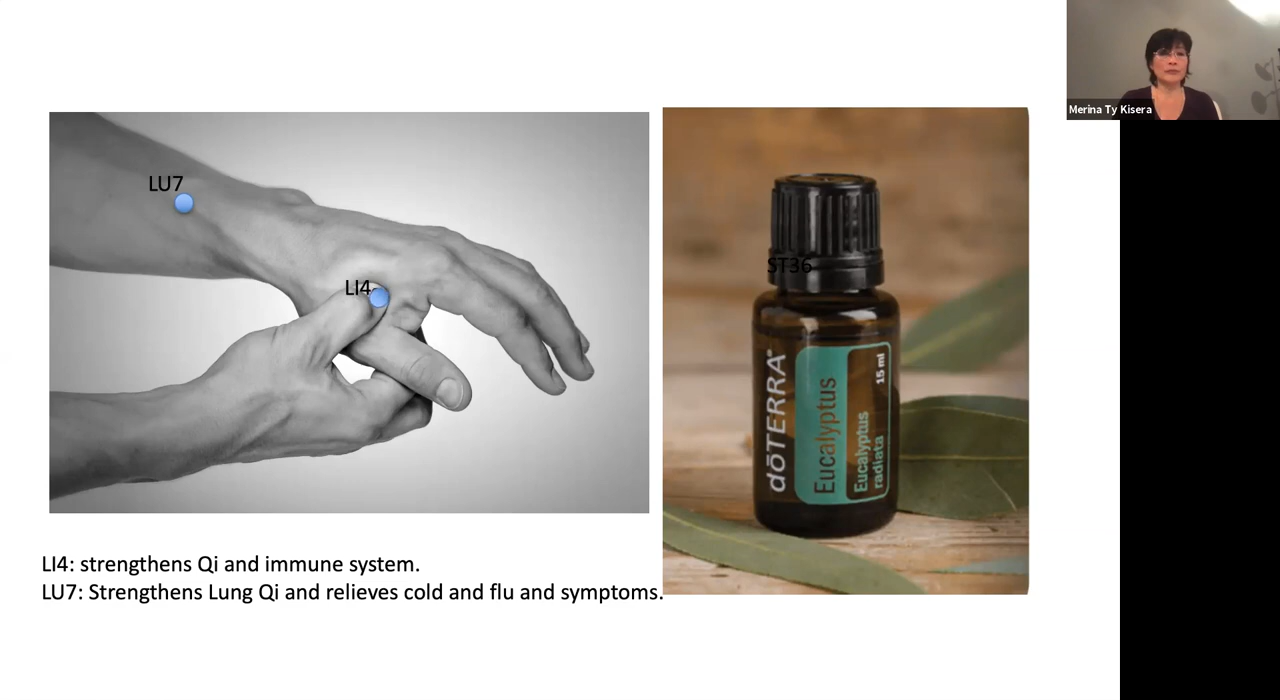 Merina Ty Kisera
LU7
LI4
ST36
dōTERRA®
Eucalyptus
Eucalyptus
radiata
15 ml
LI4: strengthens Qi and immune system.
LU7: Strengthens Lung Qi and relieves cold and flu and symptoms.